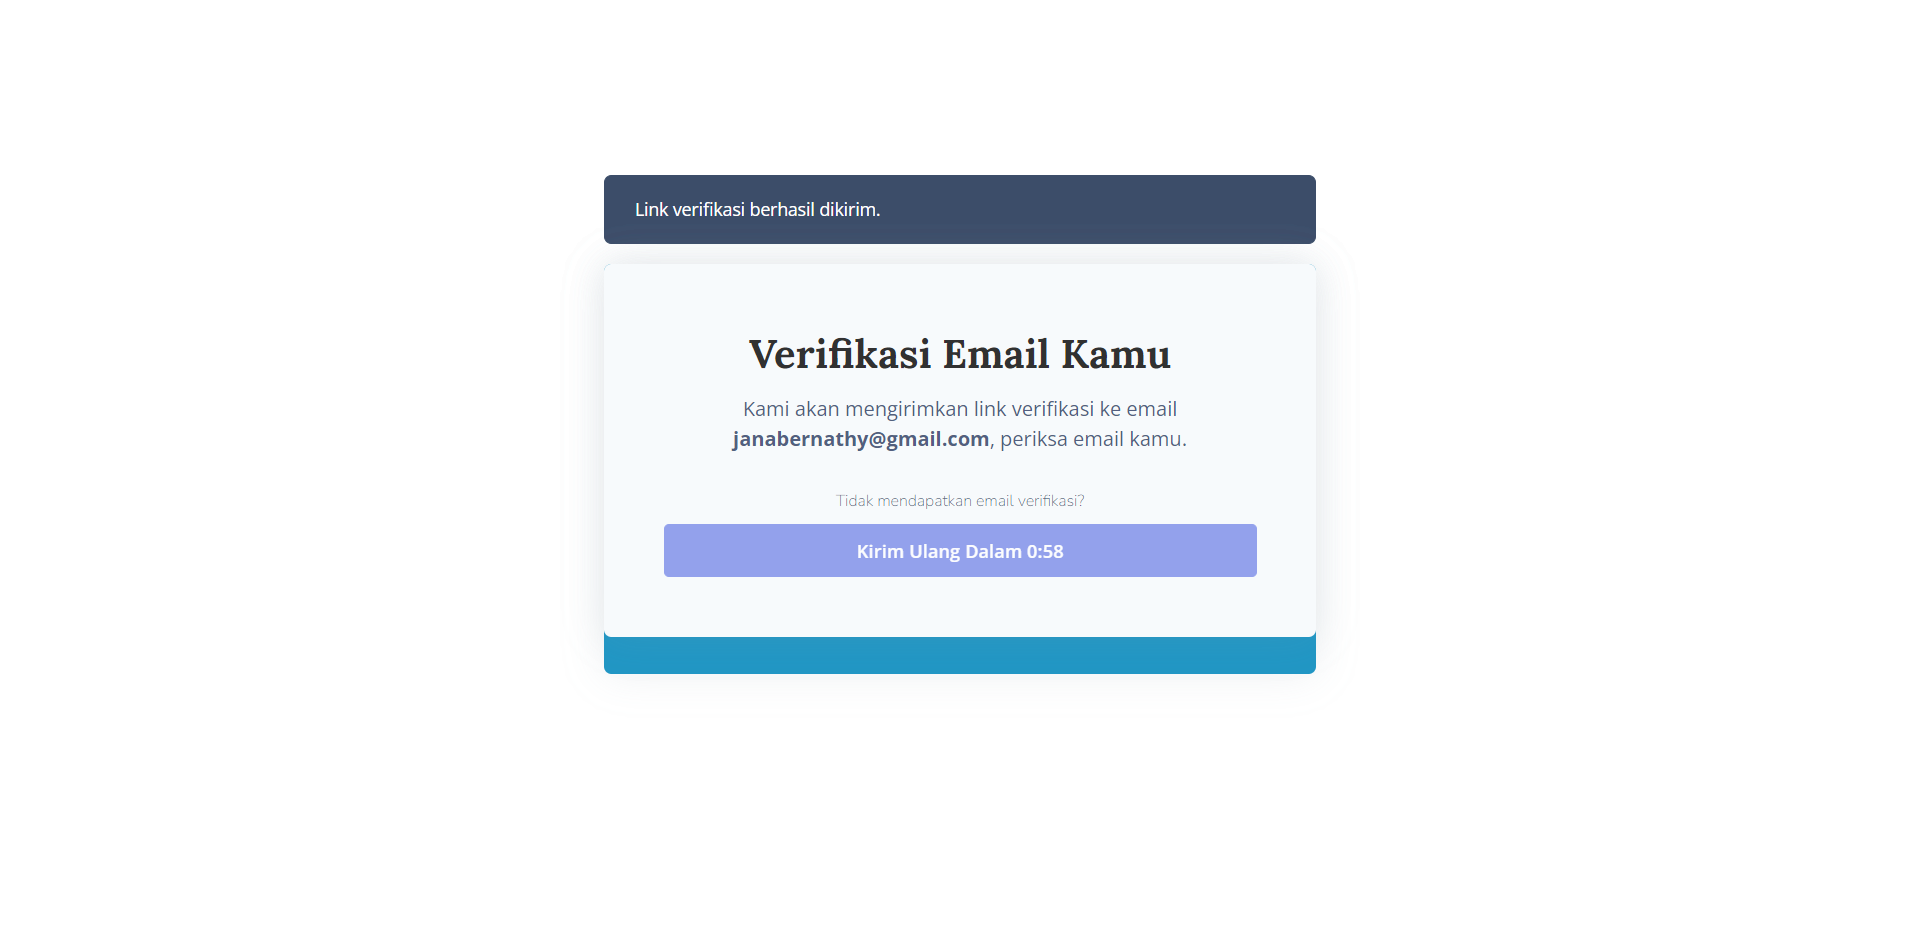 Link verifikasi berhasil dikirim.
Verifikasi Email Kamu
Kami akan mengirimkan link verifikasi ke email
janabernathy@gmail.com, periksa email kamu.
Tidak mendapatkan email verifikasi?
Kirim Ulang Dalam 0:58